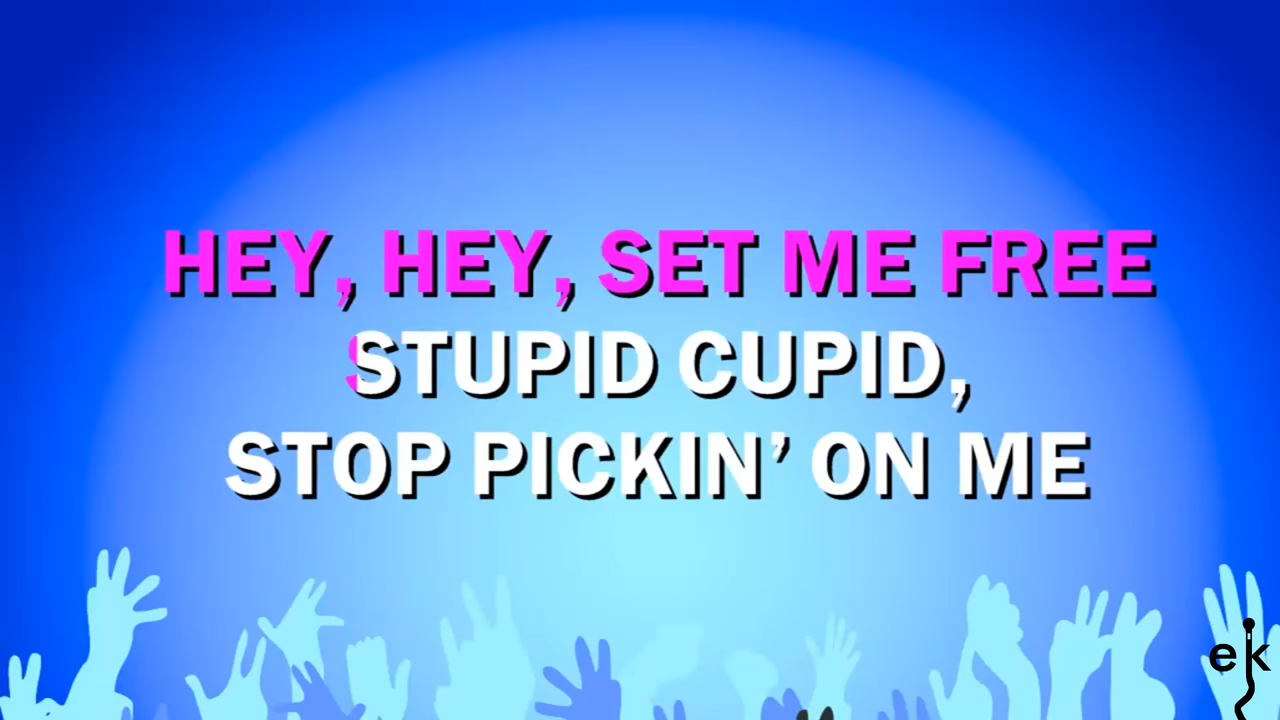 HEY, HEY, SET ME FREE
STUPID CUPID,
STOP PICKIN’ ON ME
ek